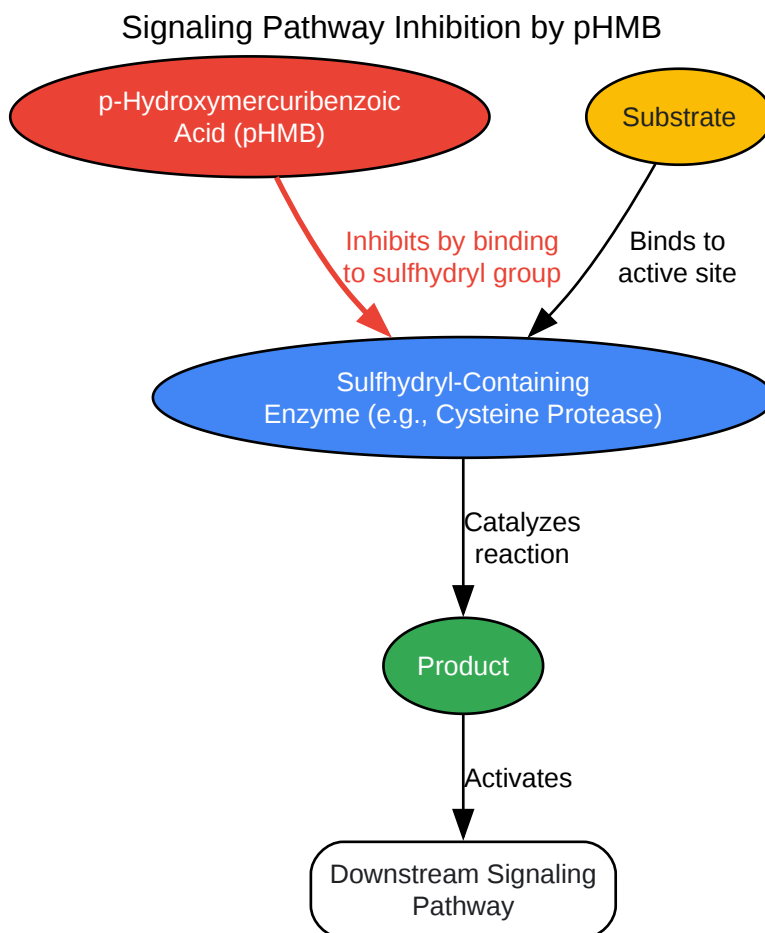 Signaling Pathway Inhibition by pHMB
p-Hydroxymercuribenzoic
Acid (pHMB)
Substrate
Inhibits by binding
to sulfhydryl group
Binds to
active site
Sulfhydryl-Containing
Enzyme (e.g., Cysteine Protease)
Catalyzes
reaction
Product
Activates
Downstream Signaling
Pathway